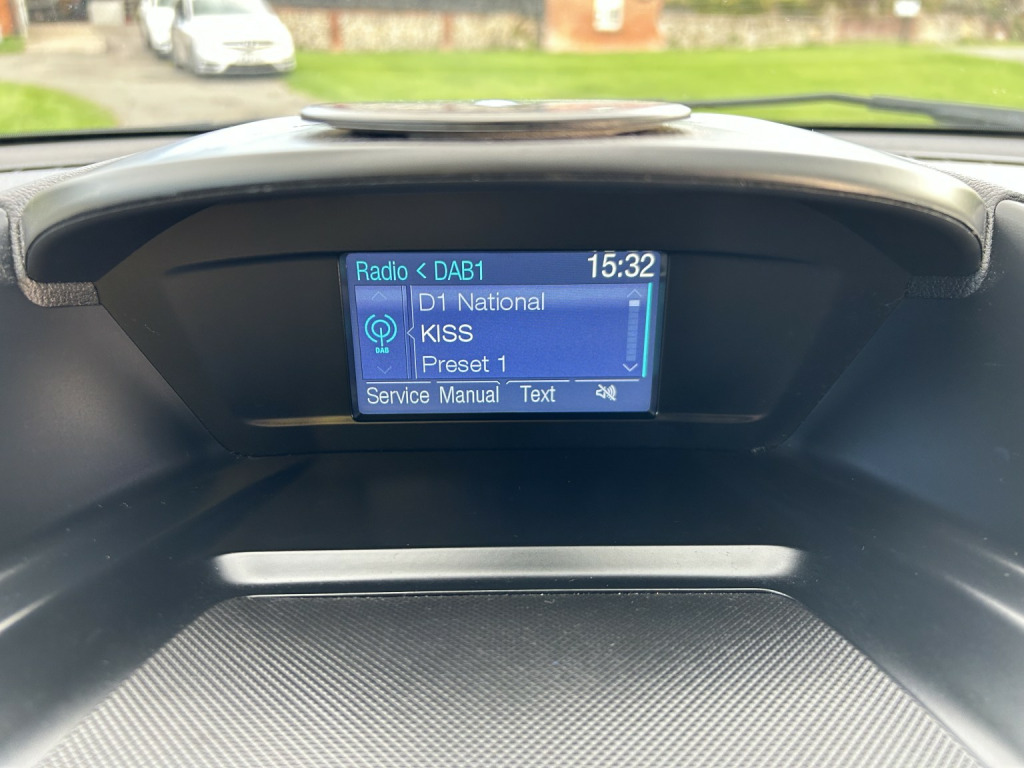 Radio < DAB1 15:32
D1 National
DAB KISS
Preset 1
Service Manual Text